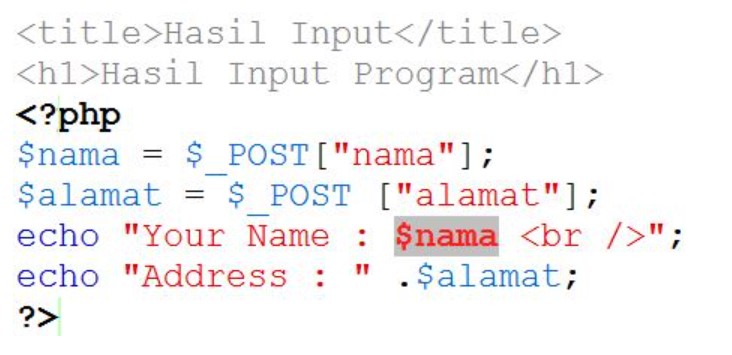 <title>Hasil Input</title>
<h1>Hasil Input Program</h1>
<?php
$nama = $_POST["nama"];
$alamat = $_POST ["alamat"];
echo "Your Name : $nama <br />";
echo "Address : " .$alamat;
?>